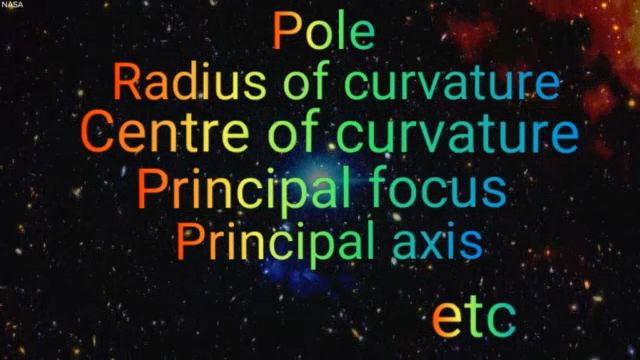 NASA
Pole
Radius of curvature
Centre of curvature
Principal focus
Principal axis
etc